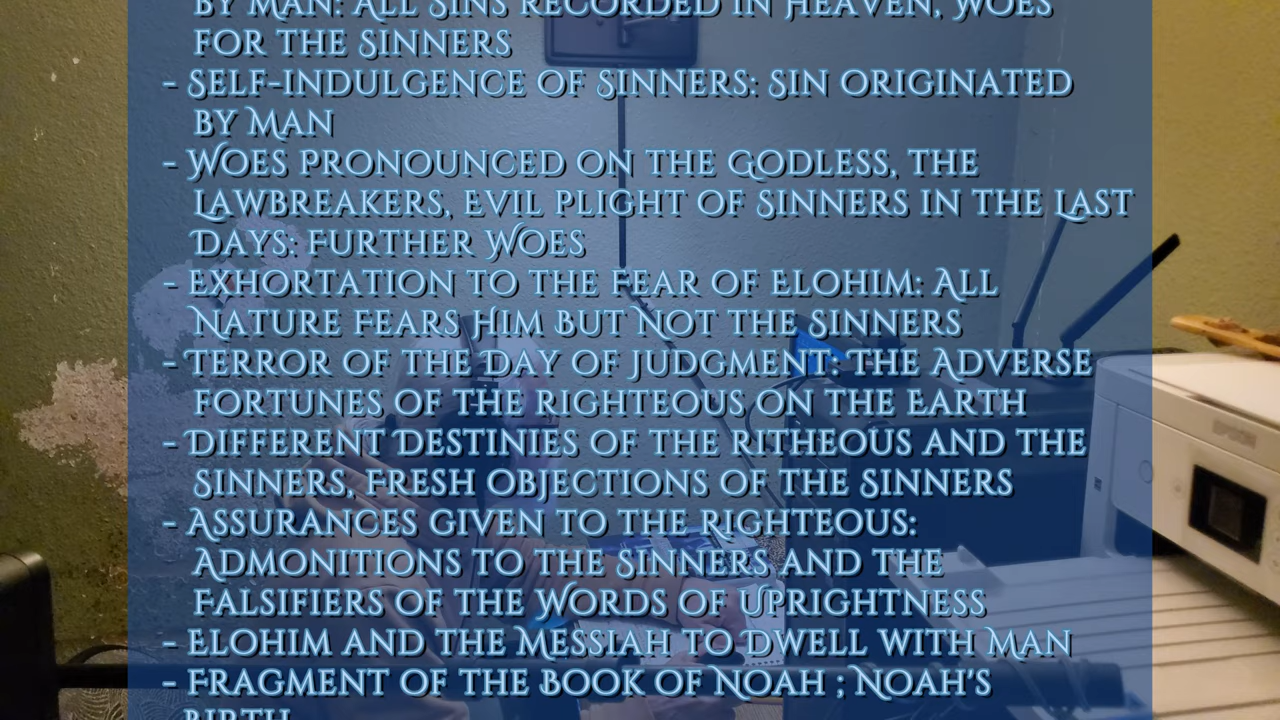 BY MAN: ALL SINS RECORDED IN HEAVEN, WOES
FOR THE SINNERS
- SELF-INDULGENCE OF SINNERS: SIN ORIGINATED
BY MAN
- WOES PRONOUNCED ON THE GODLESS, THE
LAWBREAKERS, EVIL PLIGHT OF SINNERS IN THE LAST
DAYS: FURTHER WOES
- EXHORTATION TO THE FEAR OF ELOHIM: ALL
NATURE FEARS HIM BUT NOT THE SINNERS
- TERROR OF THE DAY OF JUDGMENT: THE ADVERSE
FORTUNES OF THE RIGHTEOUS ON THE EARTH
- DIFFERENT DESTINIES OF THE RITHEOUS AND THE
SINNERS, FRESH OBJECTIONS OF THE SINNERS
- ASSURANCES GIVEN TO THE RIGHTEOUS:
ADMONITIONS TO THE SINNERS AND THE
FALSIFIERS OF THE WORDS OF UPRIGHTNESS
- ELOHIM AND THE MESSIAH TO DWELL WITH MAN
- FRAGMENT OF THE BOOK OF NOAH ; NOAH'S
BIRTH
EPSON